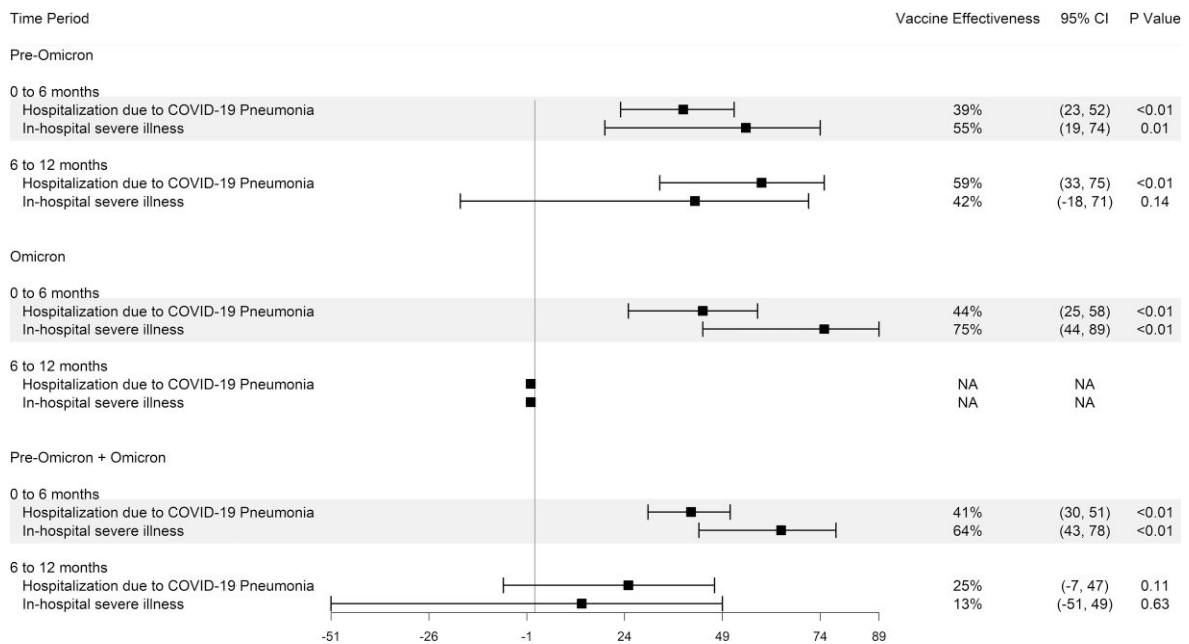 Time Period Vaccine Effectiveness 95% CI P Value
Pre-Omicron
0 to 6 months
Hospitalization due to COVID-19 Pneumonia 39% (23, 52) <0.01
In-hospital severe illness 55% (19, 74) 0.01
6 to 12 months
Hospitalization due to COVID-19 Pneumonia 59% (33, 75) <0.01
In-hospital severe illness 42% (-18, 71) 0.14
Omicron
0 to 6 months
Hospitalization due to COVID-19 Pneumonia 44% (25, 58) <0.01
In-hospital severe illness 75% (44, 89) <0.01
6 to 12 months
Hospitalization due to COVID-19 Pneumonia NA NA
In-hospital severe illness NA NA
Pre-Omicron + Omicron
0 to 6 months
Hospitalization due to COVID-19 Pneumonia 41% (30, 51) <0.01
In-hospital severe illness 64% (43, 78) <0.01
6 to 12 months
Hospitalization due to COVID-19 Pneumonia 25% (-7, 47) 0.11
In-hospital severe illness 13% (-51, 49) 0.63
-51 -26 -1 24 49 74 89